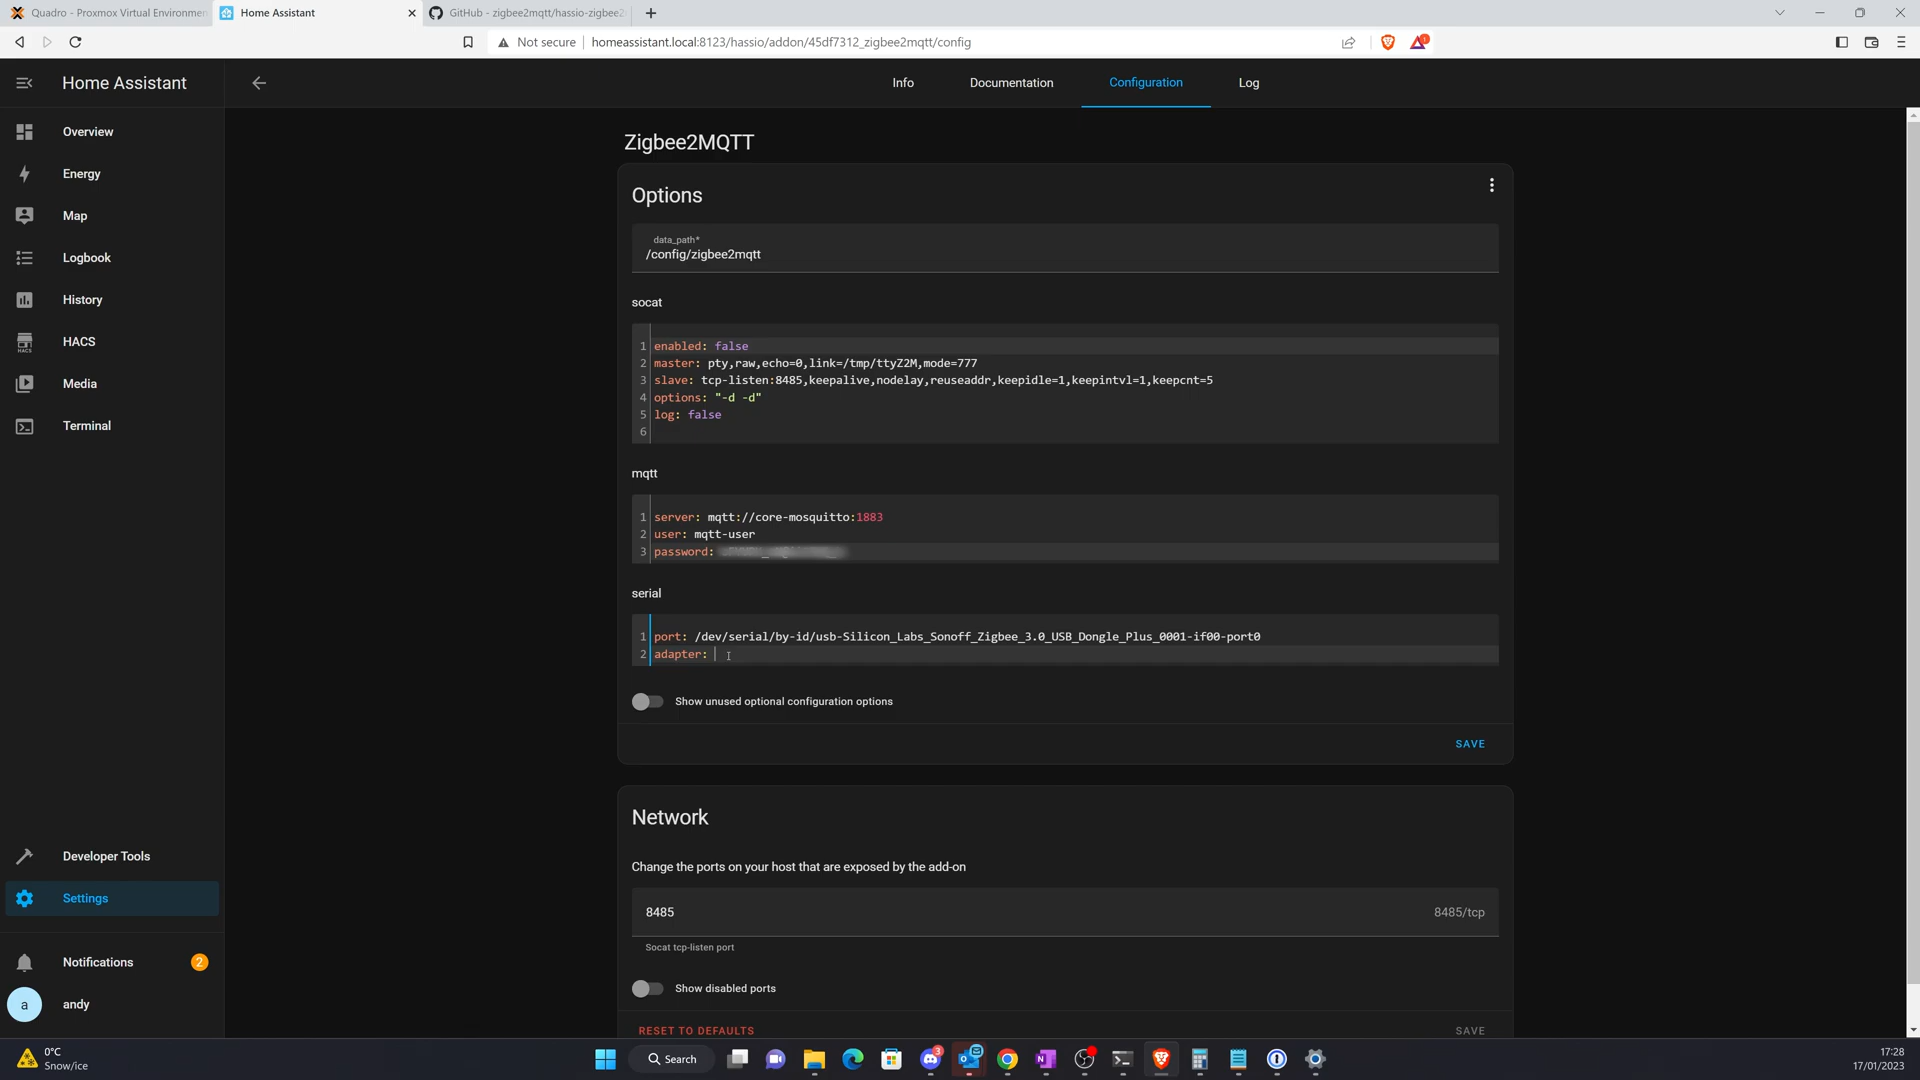 Quadro - Proxmox Virtual Environmen
Home Assistant
GitHub - zigbee2mqtt/hassio-zigbee2
Not secure
homeassistant.local:8123/hassio/addon/45df7312_zigbee2mqtt/config
1
Home Assistant
Info
Documentation
Configuration
Log
Overview
Energy
Map
Logbook
History
HACS
HACS
Media
Terminal
Developer Tools
Settings
Notifications
2
a
andy
Zigbee2MQTT
Options
data_path*
/config/zigbee2mqtt
socat
1 enabled: false
2 master: pty,raw,echo=0,link=/tmp/ttyZ2M,mode=777
3 slave: tcp-listen:8485,keepalive,nodelay,reuseaddr,keepidle=1,keepintvl=1,keepcnt=5
4 options: "-d -d"
5 log: false
6
mqtt
1 server: mqtt://core-mosquitto:1883
2 user: mqtt-user
3 password:
serial
1 port: /dev/serial/by-id/usb-Silicon_Labs_Sonoff_Zigbee_3.0_USB_Dongle_Plus_0001-if00-port0
2 adapter:
Show unused optional configuration options
SAVE
Network
Change the ports on your host that are exposed by the add-on
8485
8485/tcp
Socat tcp-listen port
Show disabled ports
RESET TO DEFAULTS
SAVE
0°C
Snow/ice
Search
3
17:28
17/01/2023